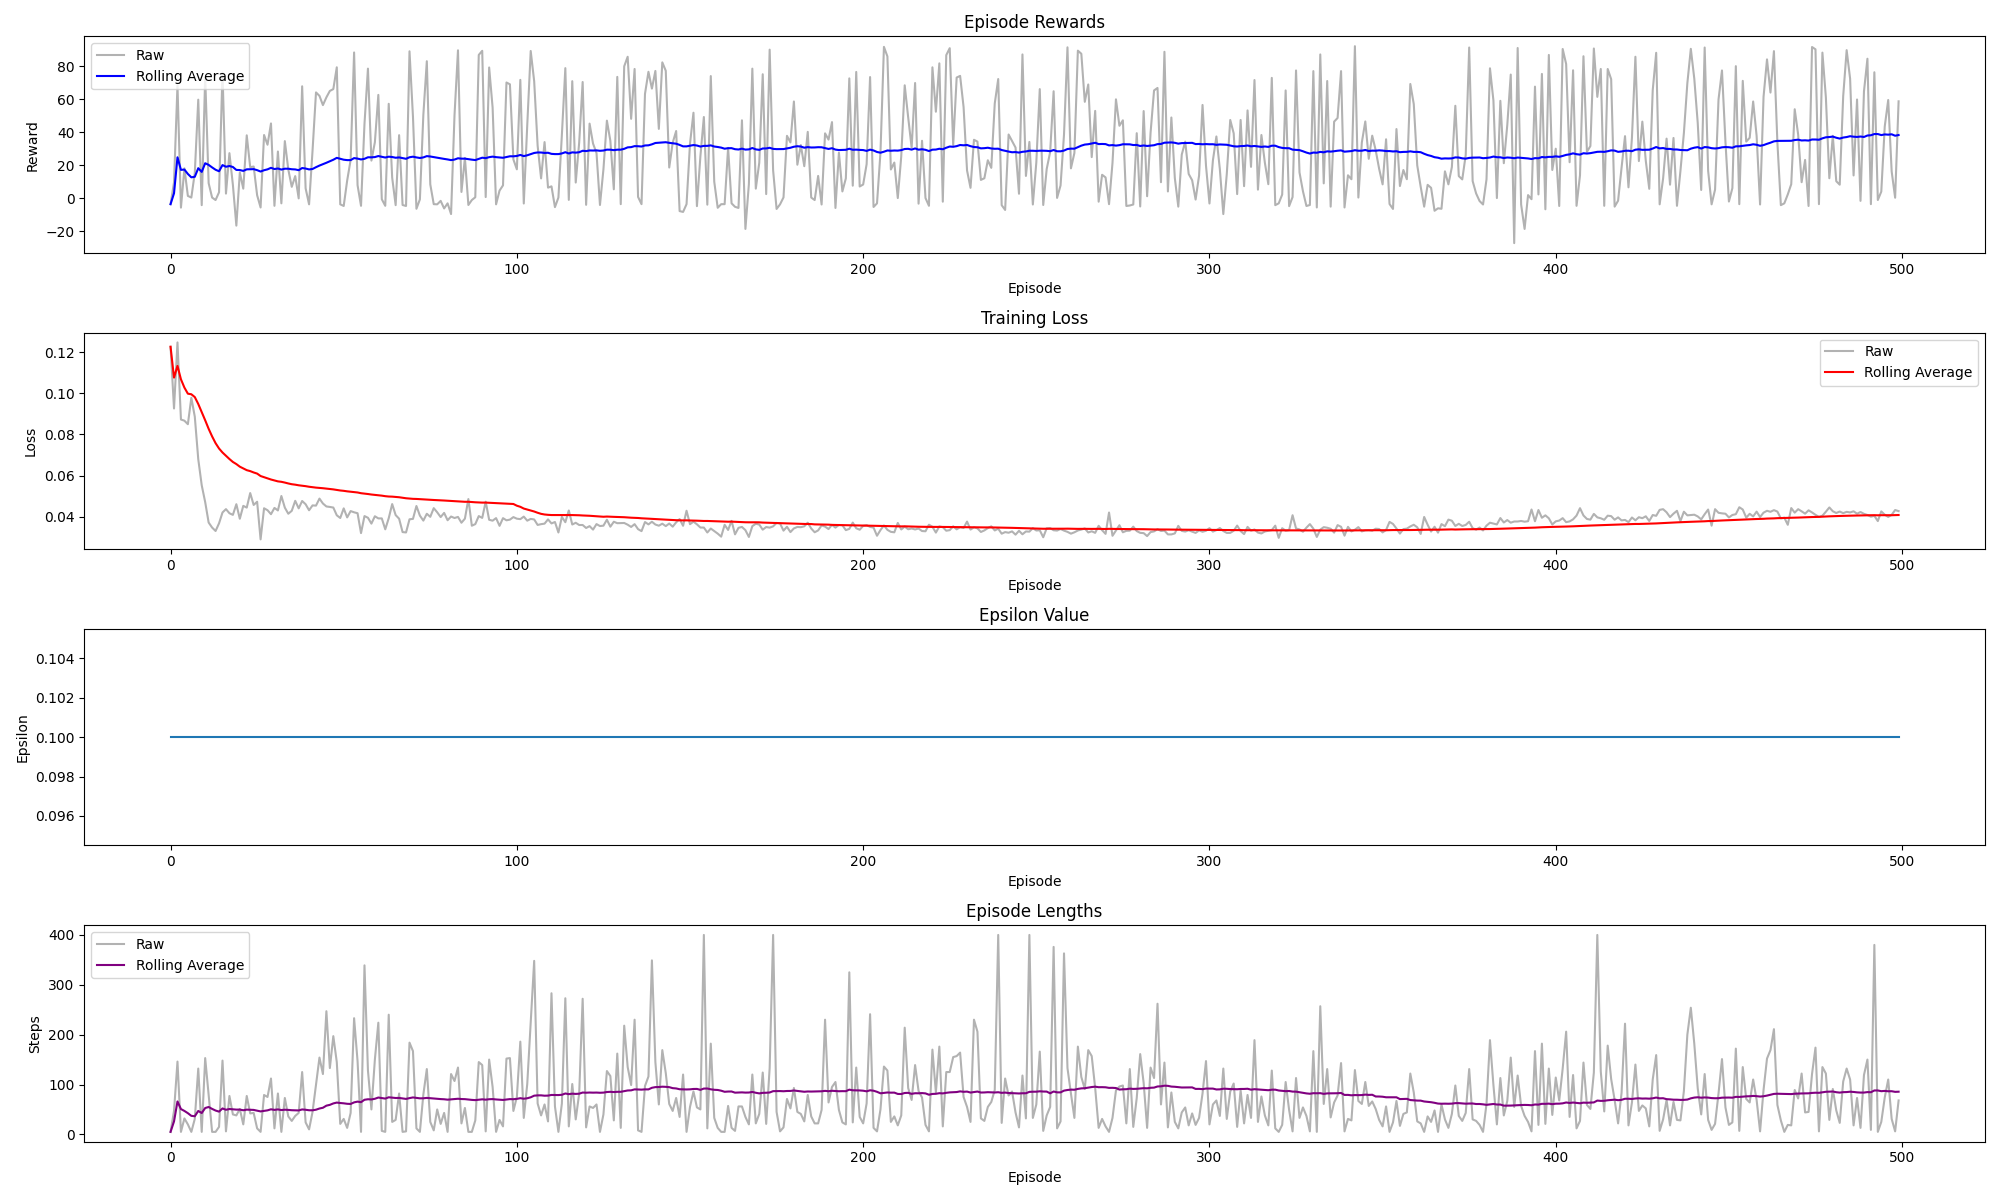 Episode Rewards
Raw
Rolling Average
Reward
80
60
40
20
0
−20
0 100 200 300 400 500
Episode
Training Loss
Raw
Rolling Average
Loss
0.12
0.10
0.08
0.06
0.04
0 100 200 300 400 500
Episode
Epsilon Value
Epsilon
0.104
0.102
0.100
0.098
0.096
0 100 200 300 400 500
Episode
Episode Lengths
Raw
Rolling Average
Steps
400
300
200
100
0
0 100 200 300 400 500
Episode